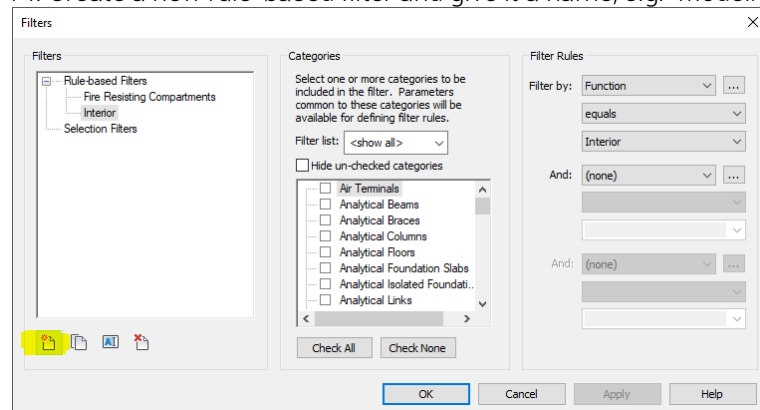 Filters
Filters
Rule-based Filters
Fire Resisting Compartments
Interior
Selection Filters
Categories
Select one or more categories to be
included in the filter. Parameters
common to these categories will be
available for defining filter rules.
Filter list: <show all>
Hide un-checked categories
Air Terminals
Analytical Beams
Analytical Braces
Analytical Columns
Analytical Floors
Analytical Foundation Slabs
Analytical Isolated Foundati..
Analytical Links
Check All Check None
Filter Rules
Filter by: Function ...
equals
Interior
And: (none) ...
And: (none) ...
OK Cancel Apply Help